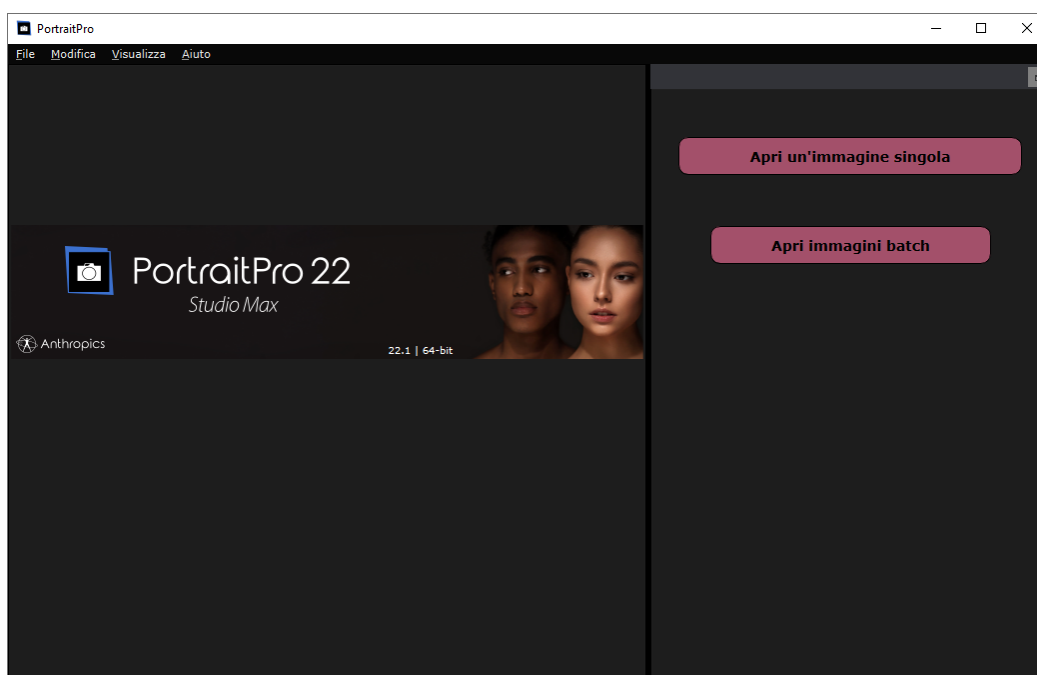 PortraitPro
File Modifica Visualizza Aiuto
Apri un'immagine singola
Apri immagini batch
PortraitPro 22
Studio Max
Anthropics
22.1 | 64-bit